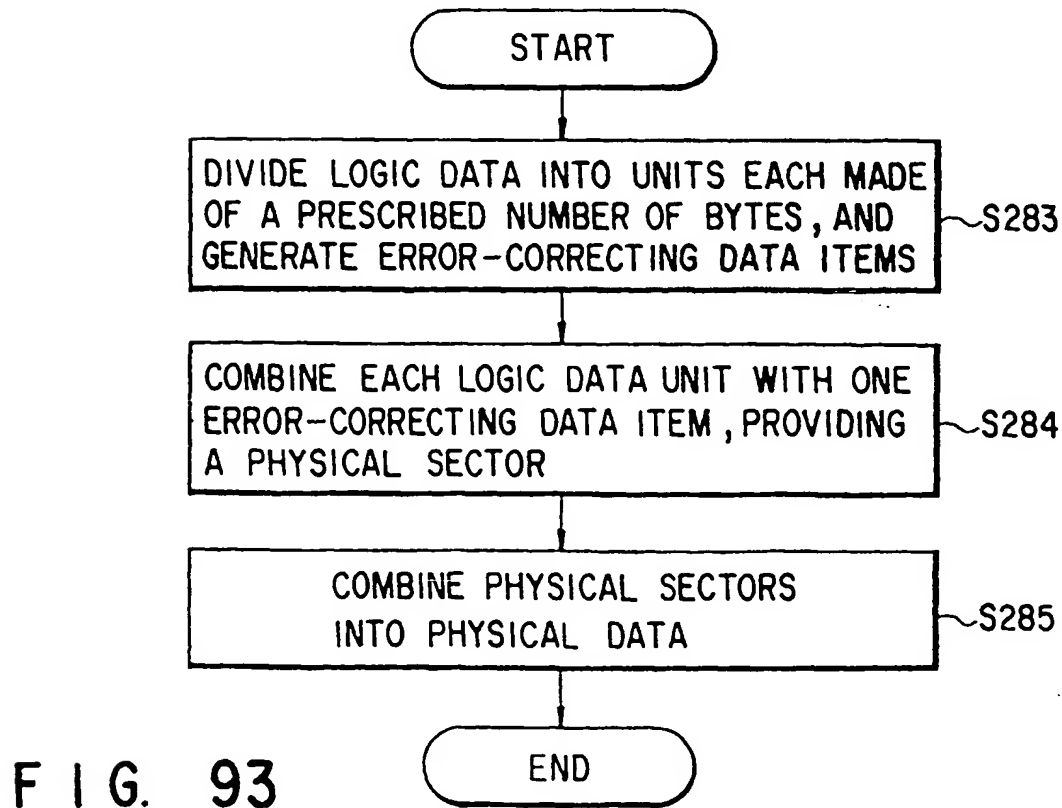 START
DIVIDE LOGIC DATA INTO UNITS EACH MADE
OF A PRESCRIBED NUMBER OF BYTES, AND
GENERATE ERROR-CORRECTING DATA ITEMS
S283
COMBINE EACH LOGIC DATA UNIT WITH ONE
ERROR-CORRECTING DATA ITEM, PROVIDING
A PHYSICAL SECTOR
S284
COMBINE PHYSICAL SECTORS
INTO PHYSICAL DATA
S285
END
FIG. 93